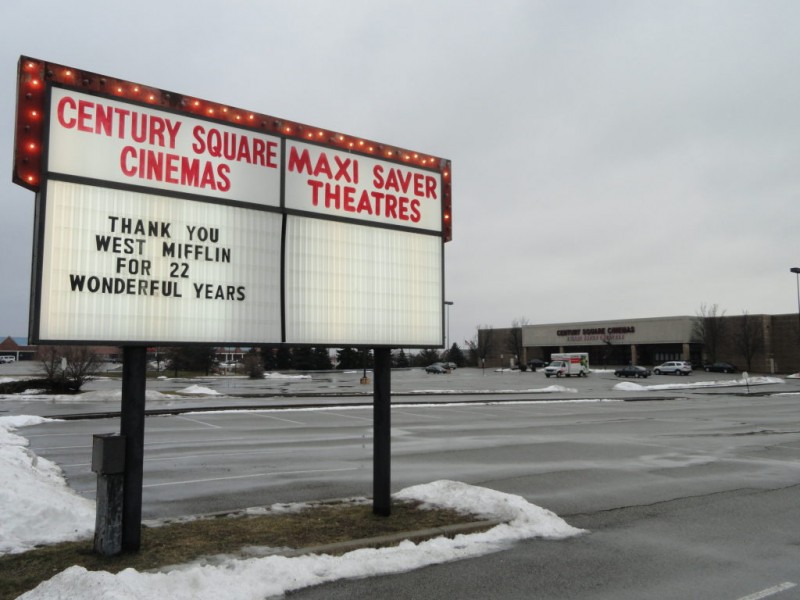 CENTURY SQUARE
CINEMAS
MAXI SAVER
THEATRES
THANK YOU
WEST MIFFLIN
FOR 22
WONDERFUL YEARS
CENTURY SQUARE CINEMAS